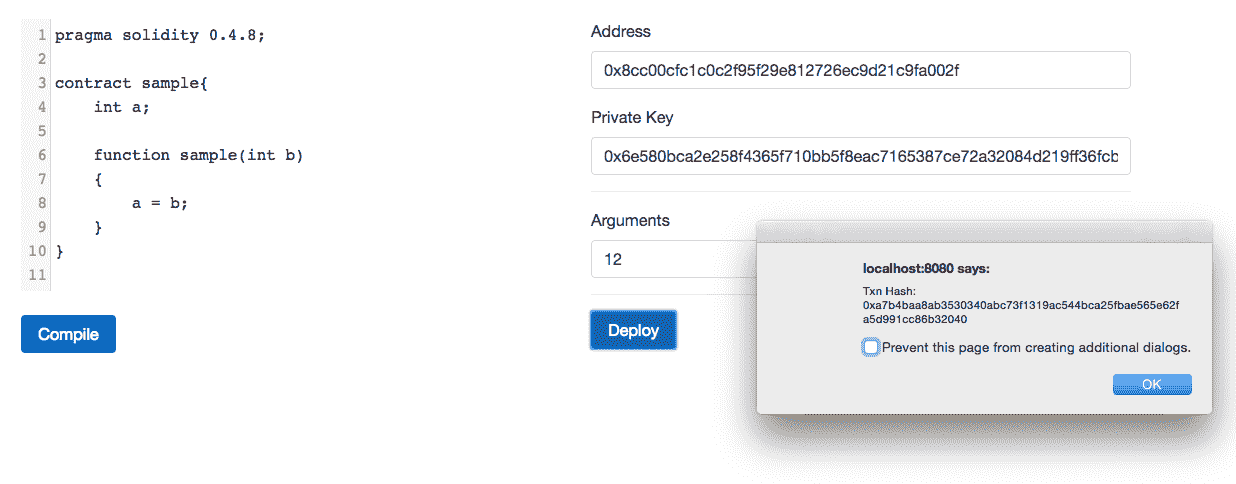 1 pragma solidity 0.4.8;
2
3 contract sample{
4 int a;
5
6 function sample(int b)
7 {
8 a = b;
9 }
10 }
11
Compile
Address
0x8cc00cfc1c0c2f95f29e812726ec9d21c9fa002f
Private Key
0x6e580bca2e258f4365f710bb5f8eac7165387ce72a32084d219ff36fcb
Arguments
12
Deploy
localhost:8080 says:
Txn Hash:
0xa7b4baa8ab3530340abc73f1319ac544bca25fbae565e62f
a5d991cc86b32040
Prevent this page from creating additional dialogs.
OK